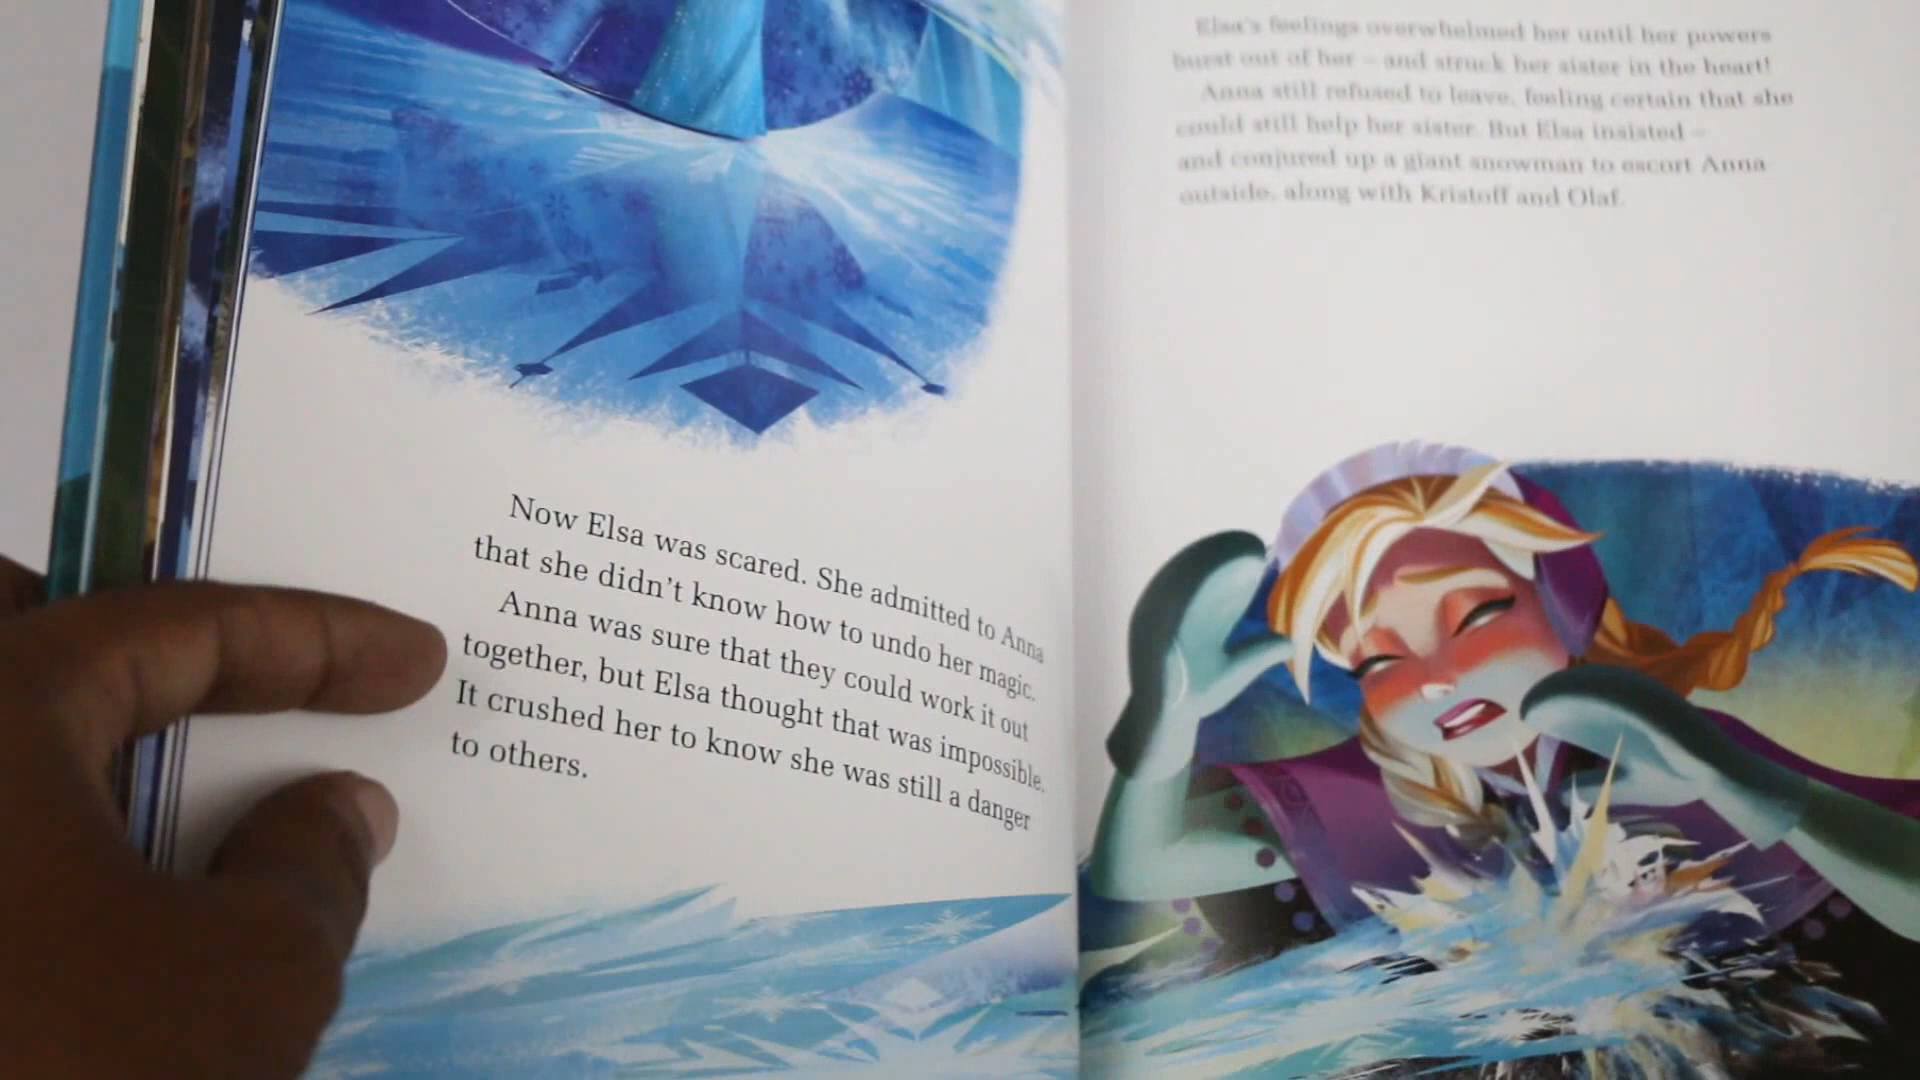 Now Elsa was scared. She admitted to Anna
that she didn't know how to undo her magic.
Anna was sure that they could work it out
together, but Elsa thought that was impossible.
It crushed her to know she was still a danger
to others.
Elsa's feelings overwhelmed her until her powers
burst out of her – and struck her sister in the heart!
Anna still refused to leave, feeling certain that she
could still help her sister. But Elsa insisted –
and conjured up a giant snowman to escort Anna
outside, along with Kristoff and Olaf.